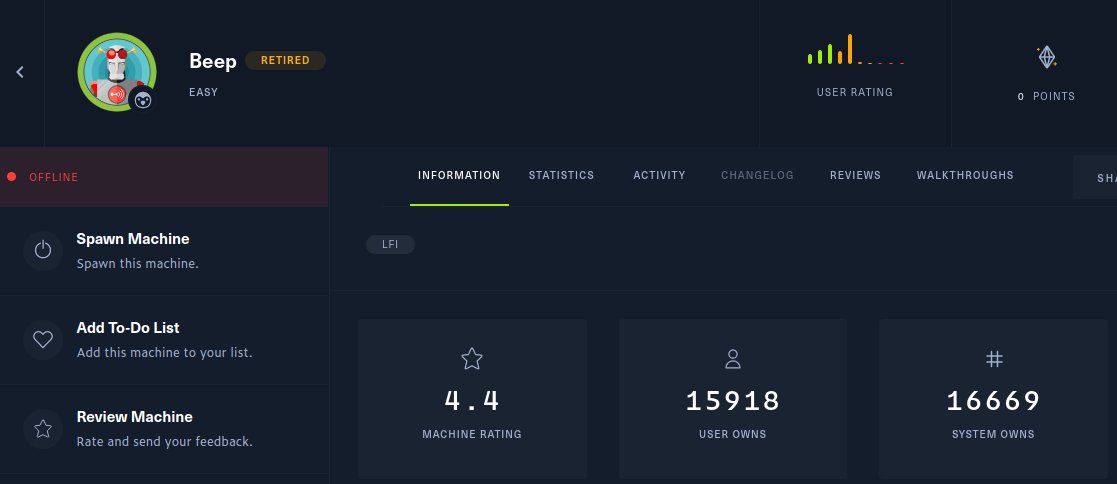 Beep RETIRED
EASY
USER RATING
0 POINTS
OFFLINE
INFORMATION STATISTICS ACTIVITY CHANGELOG REVIEWS WALKTHROUGHS SHA
Spawn Machine
Spawn this machine.
LFI
Add To-Do List
Add this machine to your list.
Review Machine
Rate and send your feedback.
4.4
MACHINE RATING
15918
USER OWNS
16669
SYSTEM OWNS